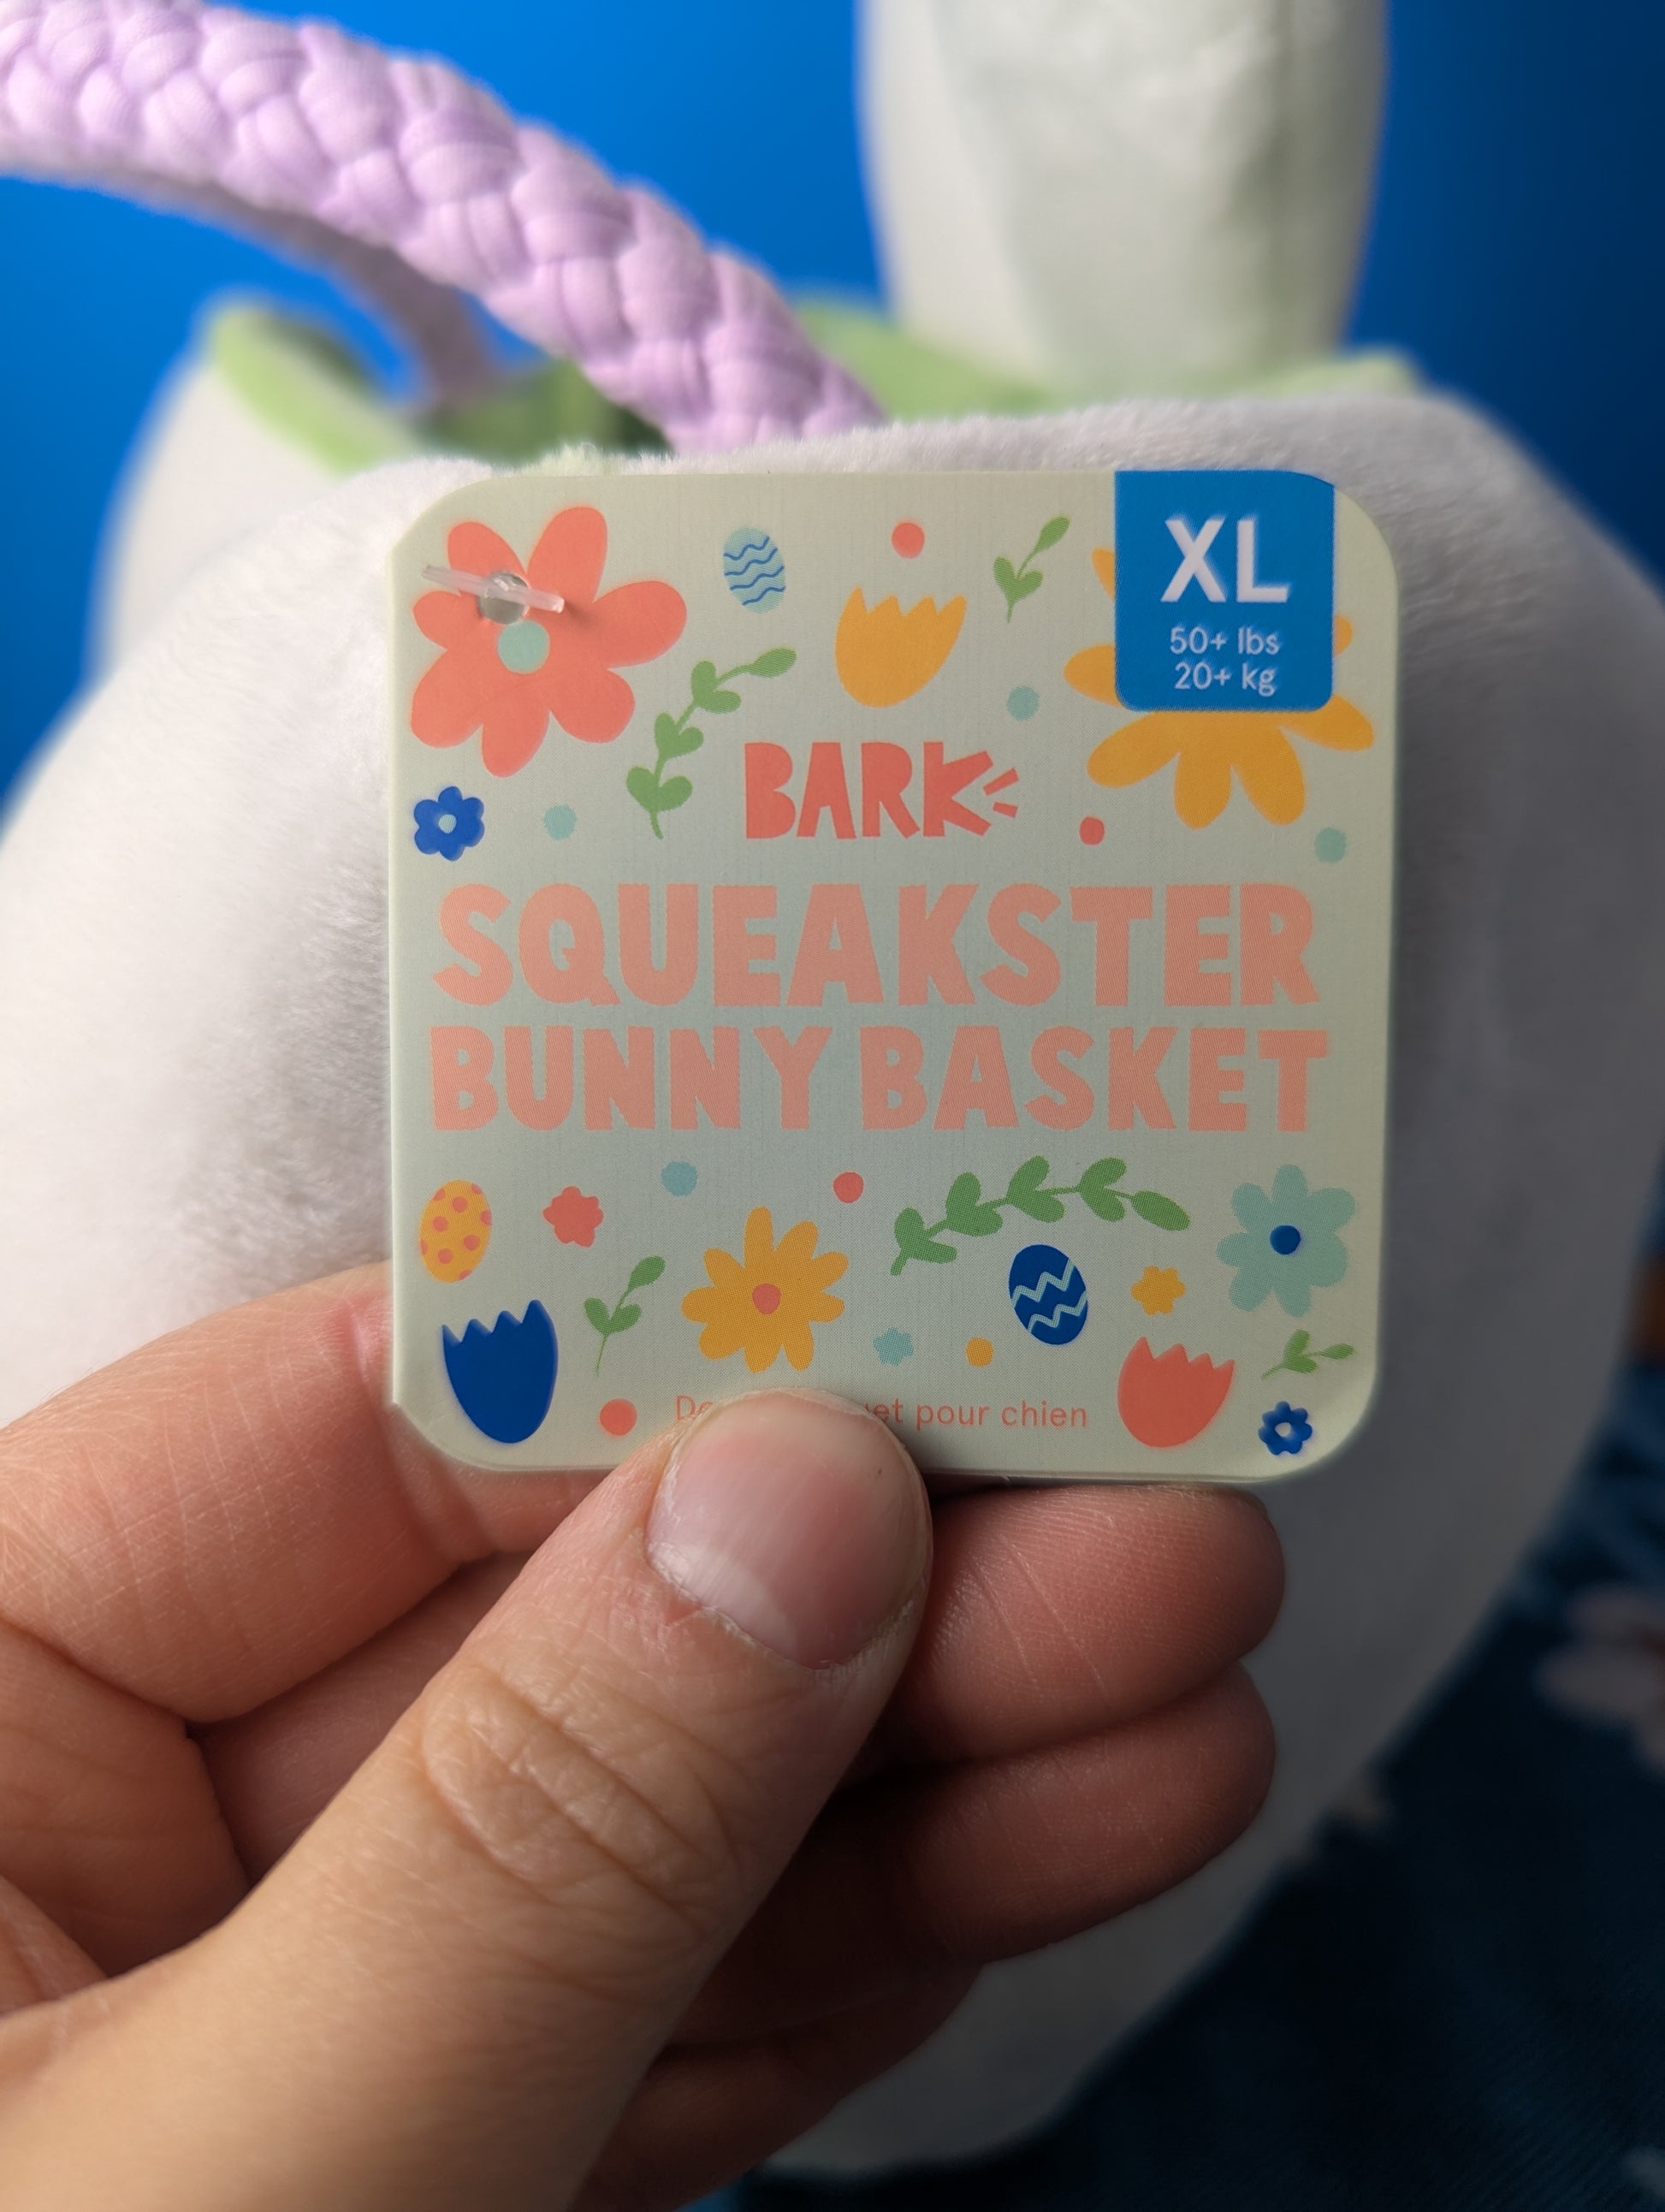 XL
50+ lbs
20+ kg
BARK
SQUEAKSTER
BUNNY BASKET
pour chien